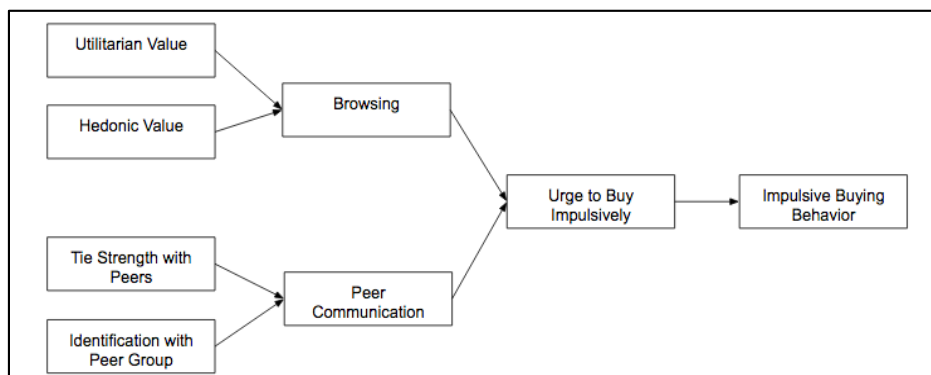 Utilitarian Value
Hedonic Value
Browsing
Urge to Buy
Impulsively
Impulsive Buying
Behavior
Tie Strength with
Peers
Peer
Communication
Identification with
Peer Group